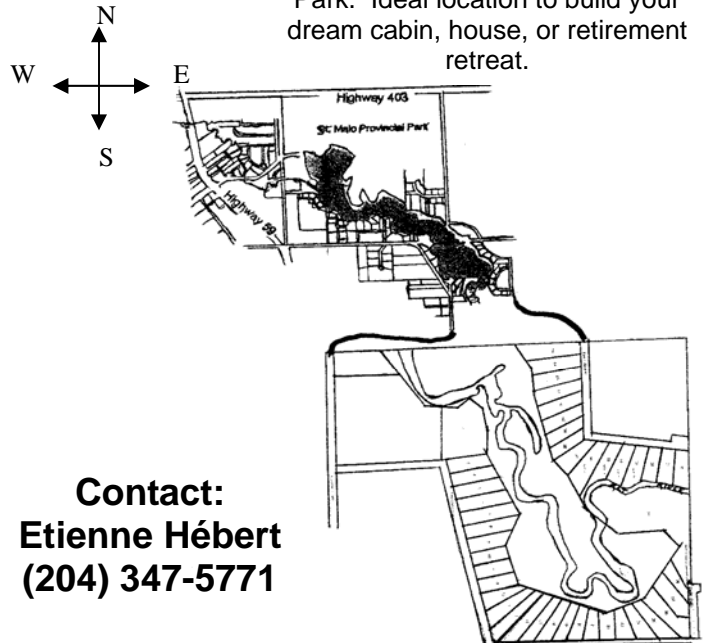 Park. Ideal location to build your
dream cabin, house, or retirement
retreat.
N
W
E
S
Highway 403
St. Malo Provincial Park
Highway 59
Contact:
Etienne Hébert
(204) 347-5771